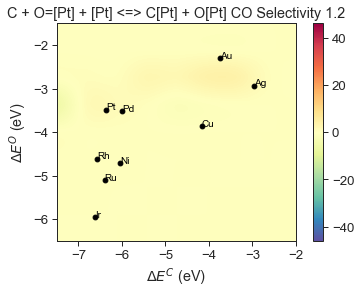 C + O=[Pt] + [Pt] <=> C[Pt] + O[Pt] CO Selectivity 1.2
ΔE^O (eV)
−2
−3
−4
−5
−6
Au
Ag
Cu
Pt
Pd
Rh
Ni
Ru
Ir
−7
−6
−5
−4
−3
−2
ΔE^C (eV)
40
20
0
−20
−40